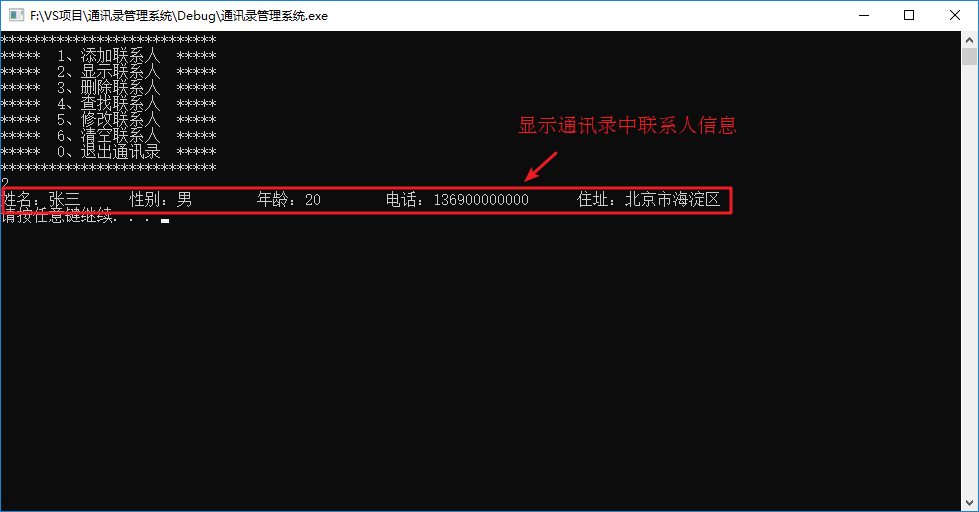 F:\VS项目\通讯录管理系统\Debug\通讯录管理系统.exe
***************************
***** 1、添加联系人 *****
***** 2、显示联系人 *****
***** 3、删除联系人 *****
***** 4、查找联系人 *****
***** 5、修改联系人 *****
***** 6、清空联系人 *****
***** 0、退出通讯录 *****
***************************
显示通讯录中联系人信息
2
姓名：张三 性别：男 年龄：20 电话：136900000000 住址：北京市海淀区
请按任意键继续. . .